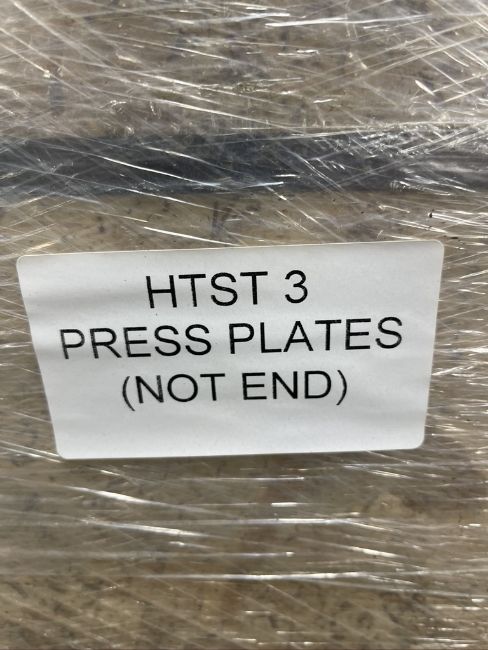 HTST 3
PRESS PLATES
(NOT END)